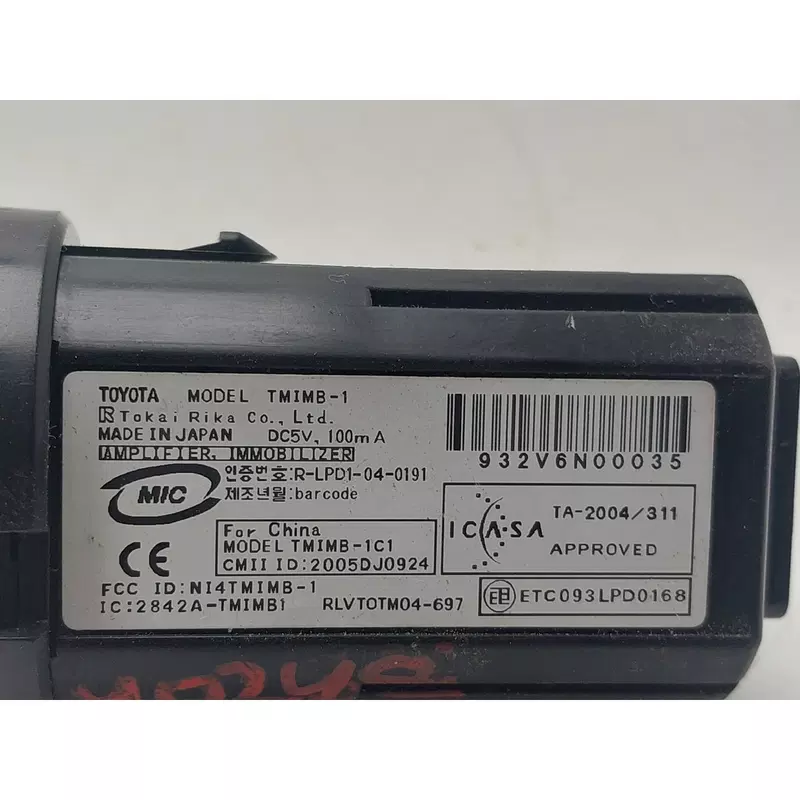 TOYOTA MODEL TMIMB-1
Tokai Rika Co., Ltd.
MADE IN JAPAN DC5V, 100mA
AMPLIFIER, IMMOBILIZER
MIC
인증번호:R-LPD1-04-0191
제조년월:barcode
CE
For China
MODEL TMIMB-1C1
CMII ID:2005DJ0924
FCC ID:NI4TMIMB-1
IC:2842A-TMIMB1
RLVTOTM04-697
932V6N00035
ICASA
TA-2004/311
APPROVED
ETC093LPD0168